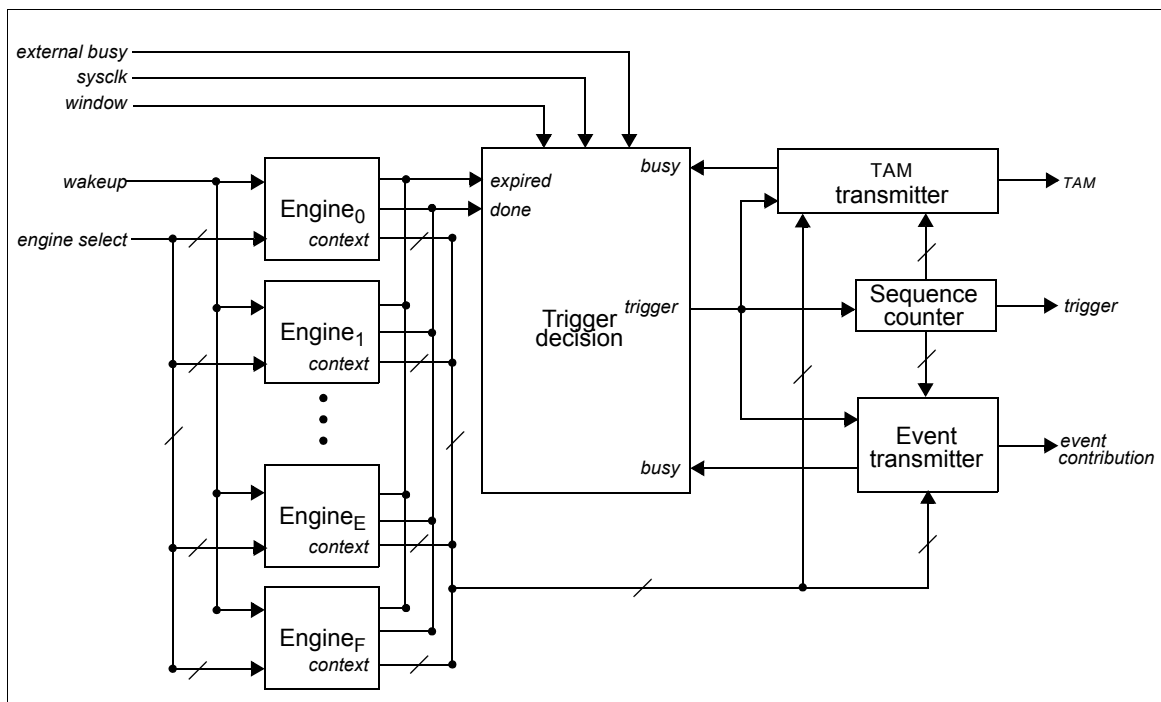 external busy
sysclk
window
wakeup
engine select
Engine0
context
Engine1
context
EngineE
context
EngineF
context
expired
done
busy
trigger
Trigger
decision
busy
TAM
transmitter
TAM
Sequence
counter
trigger
Event
transmitter
event
contribution